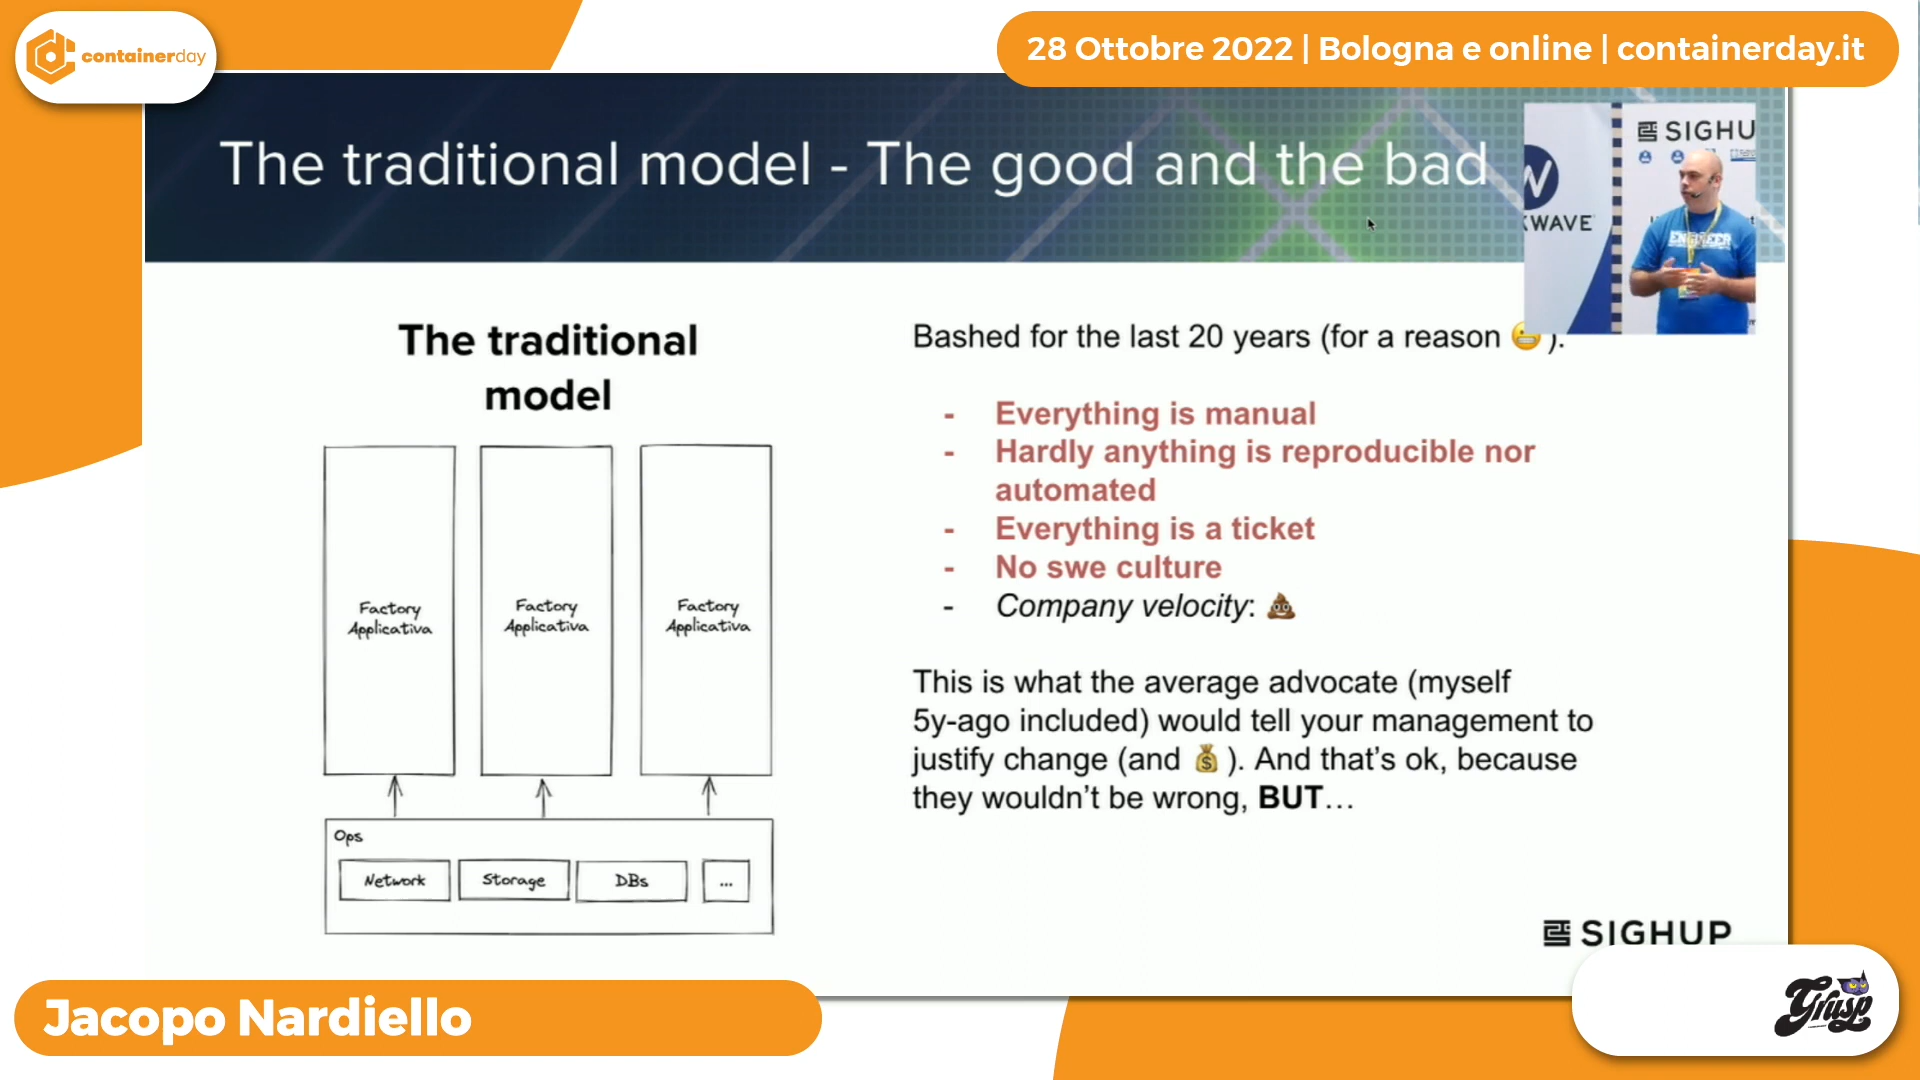 containerday
28 Ottobre 2022 | Bologna e online | containerday.it
The traditional model - The good and the bad
SIGHU
W
WAVE
ENGINEER
The traditional
model
Factory
Applicativa
Factory
Applicativa
Factory
Applicativa
Ops
Network
Storage
DBs
...
Bashed for the last 20 years (for a reason 😬 ).
- Everything is manual
- Hardly anything is reproducible nor
automated
- Everything is a ticket
- No swe culture
- Company velocity: 💩
This is what the average advocate (myself
5y-ago included) would tell your management to
justify change (and 💰 ). And that's ok, because
they wouldn't be wrong, BUT…
SIGHUP
Jacopo Nardiello
Grusp